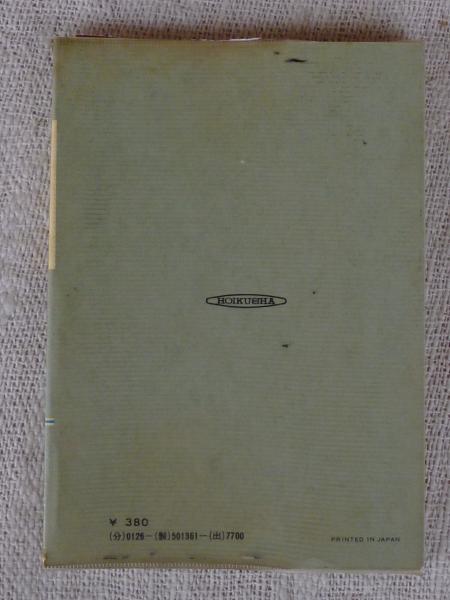 HOIKUSHA
¥ 380
(分)0126-(製)501361-(出)7700
PRINTED IN JAPAN